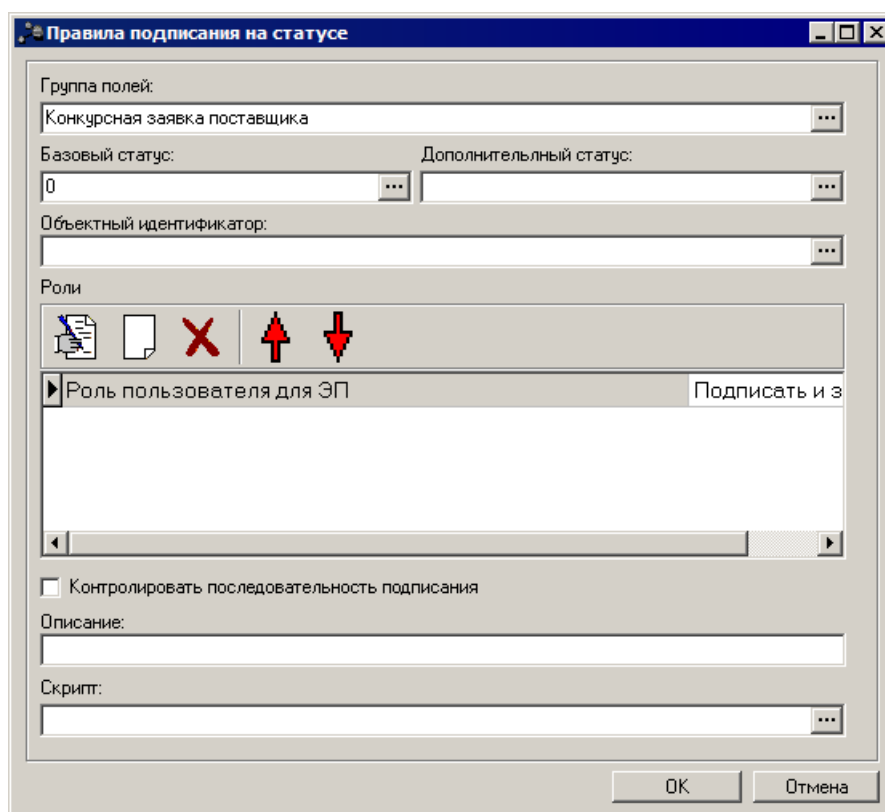 Правила подписания на статусе
Группа полей:
Конкурсная заявка поставщика
Базовый статус: Дополнительлный статус:
0
Объектный идентификатор:
Роли
Роль пользователя для ЭП Подписать и з
Контролировать последовательность подписания
Описание:
Скрипт:
OK Отмена